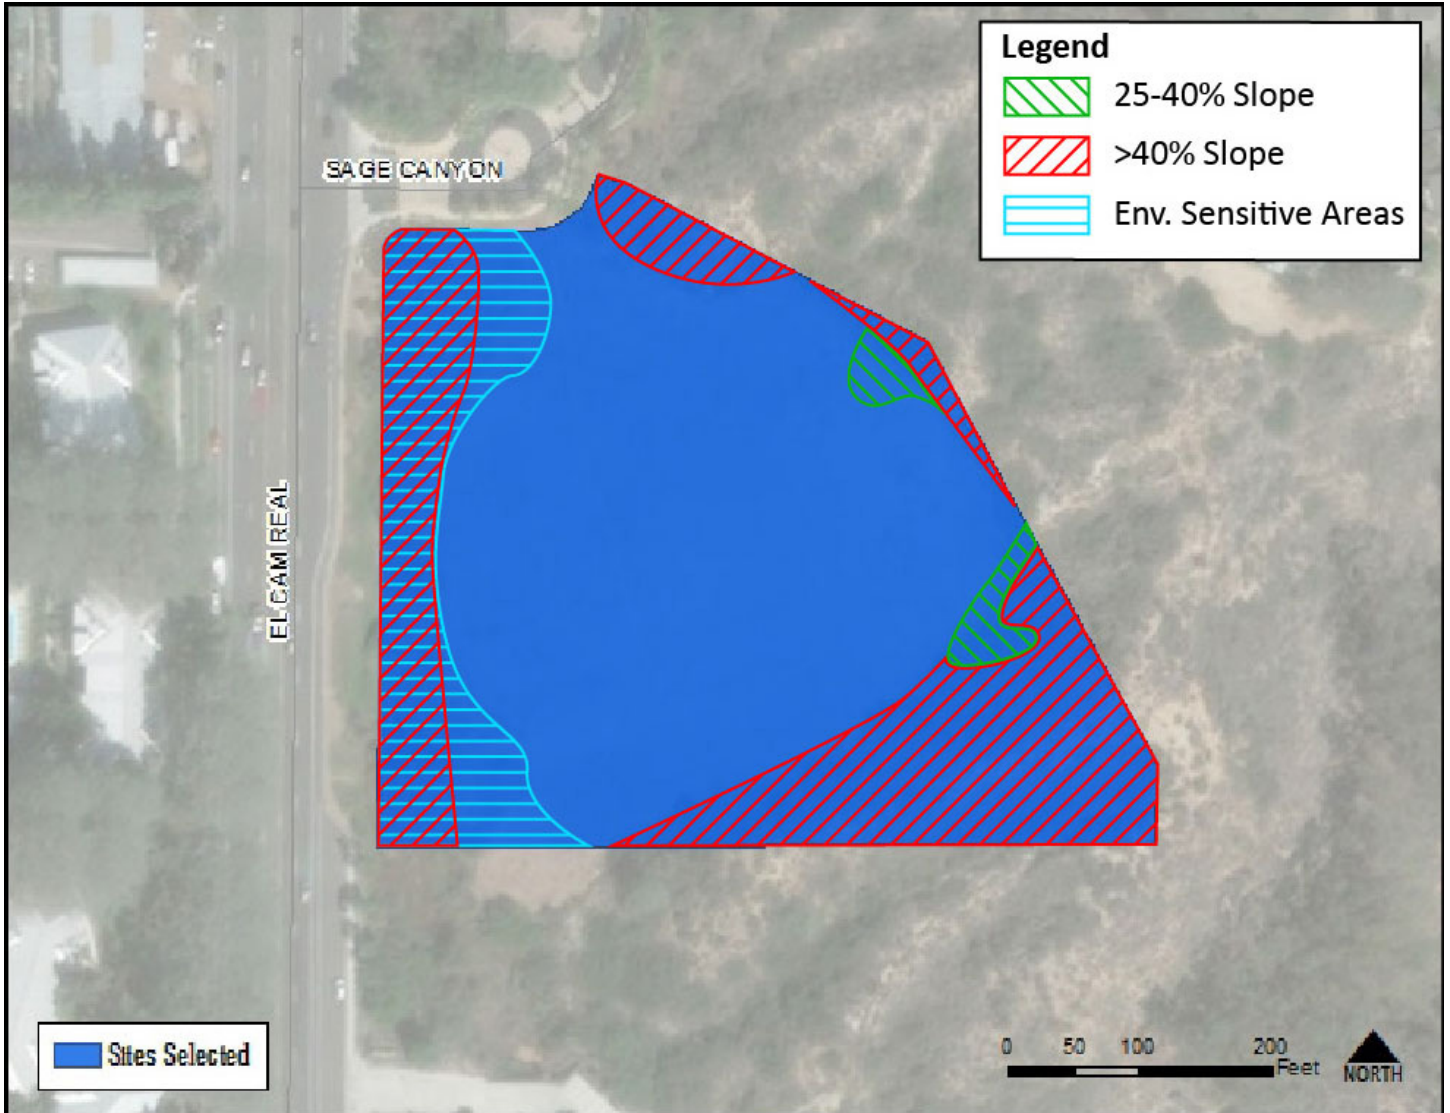 Legend
25-40% Slope
>40% Slope
Env. Sensitive Areas
SAGE CANYON
EL CAM REAL
Sites Selected
0 50 100 200
Feet
NORTH